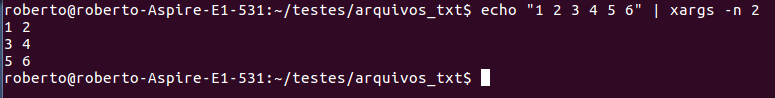 roberto@roberto-Aspire-E1-531:~/testes/arquivos_txt$ echo "1 2 3 4 5 6" | xargs -n 2
1 2
3 4
5 6
roberto@roberto-Aspire-E1-531:~/testes/arquivos_txt$